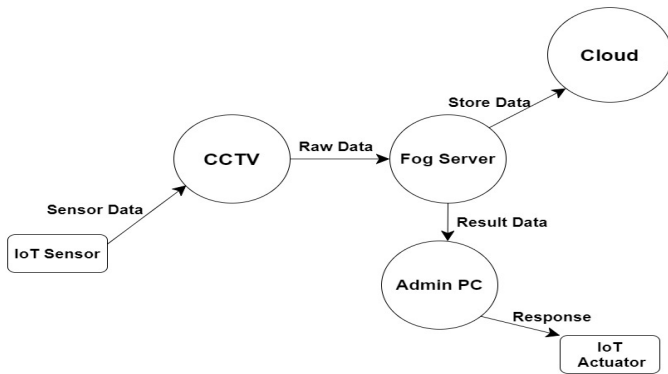 Cloud
Store Data
CCTV
Raw Data
Fog Server
Sensor Data
IoT Sensor
Result Data
Admin PC
Response
IoT
Actuator